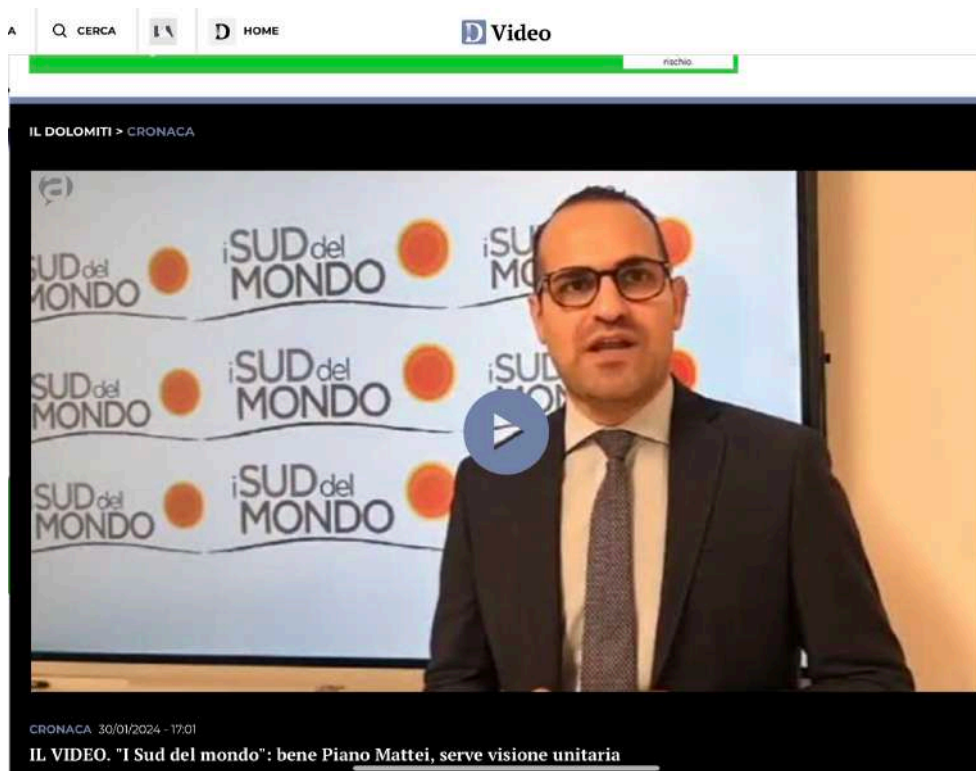 A
CERCA
D HOME
D Video
rischio.
IL DOLOMITI > CRONACA
a
SUD del
MONDO
iSUD del
MONDO
iSU
MO
SUD del
MONDO
iSUD del
MONDO
iSUD
MON
SUD del
MONDO
iSUD del
MONDO
CRONACA 30/01/2024 - 17:01
IL VIDEO. "I Sud del mondo": bene Piano Mattei, serve visione unitaria